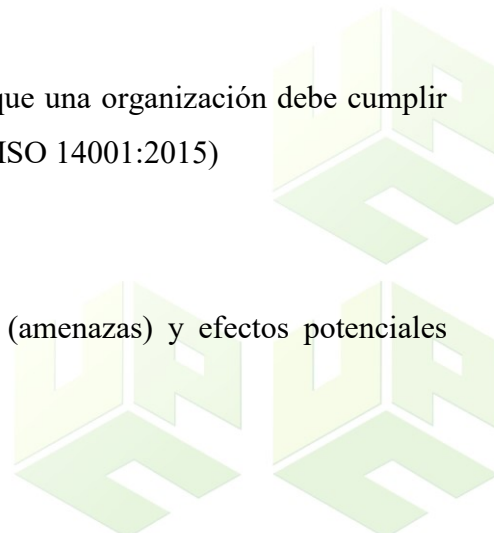 que una organización debe cumplir
ISO 14001:2015)
(amenazas) y efectos potenciales